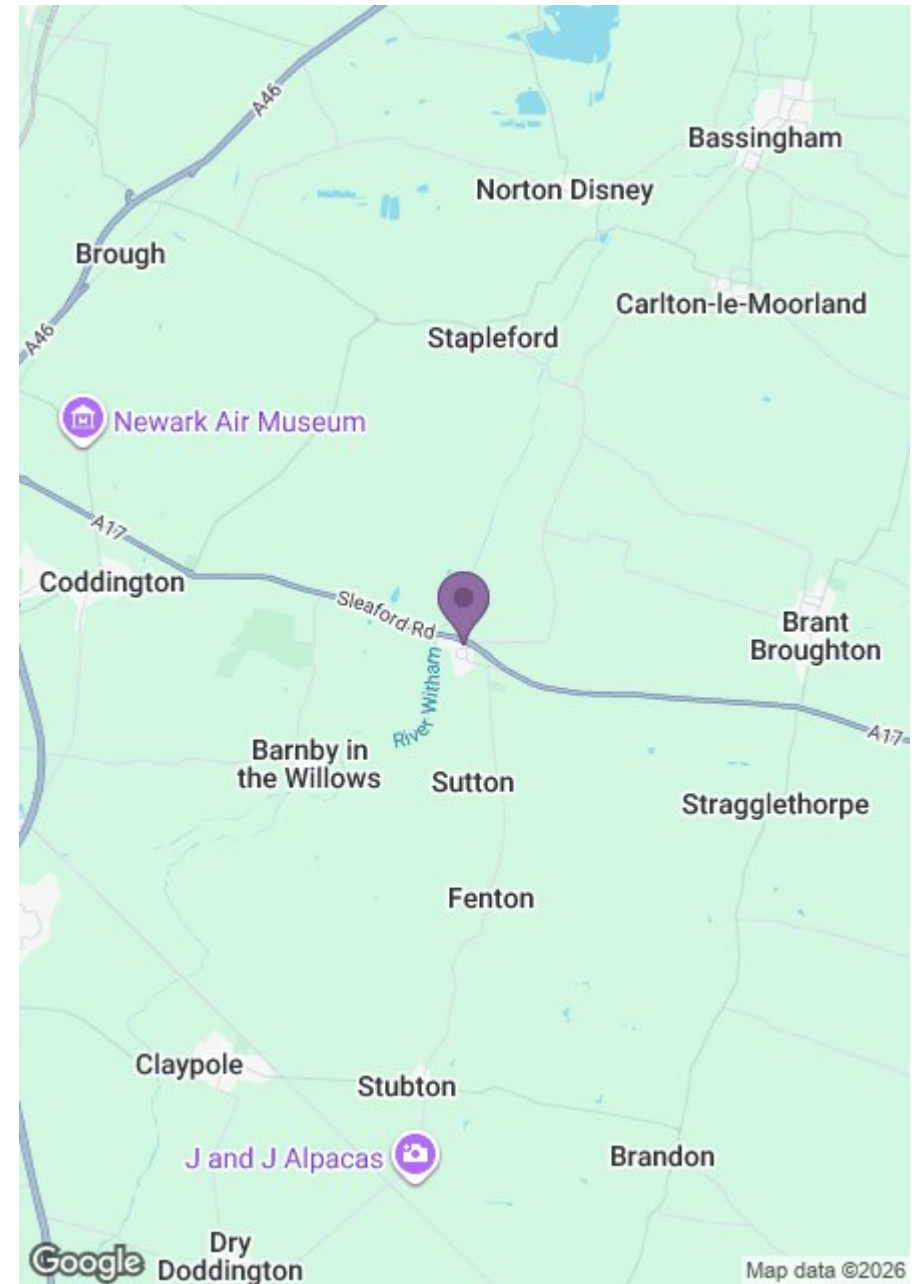 A46
Bassingham
Norton Disney
Brough
Carlton-le-Moorland
A46
Stapleford
Newark Air Museum
A17
Coddington
Sleaford Rd
Brant
Broughton
River Witham
A17
Barnby in
the Willows
Sutton
Stragglethorpe
Fenton
Claypole
Stubton
J and J Alpacas
Brandon
Dry
Doddington
Google
Map data ©2026